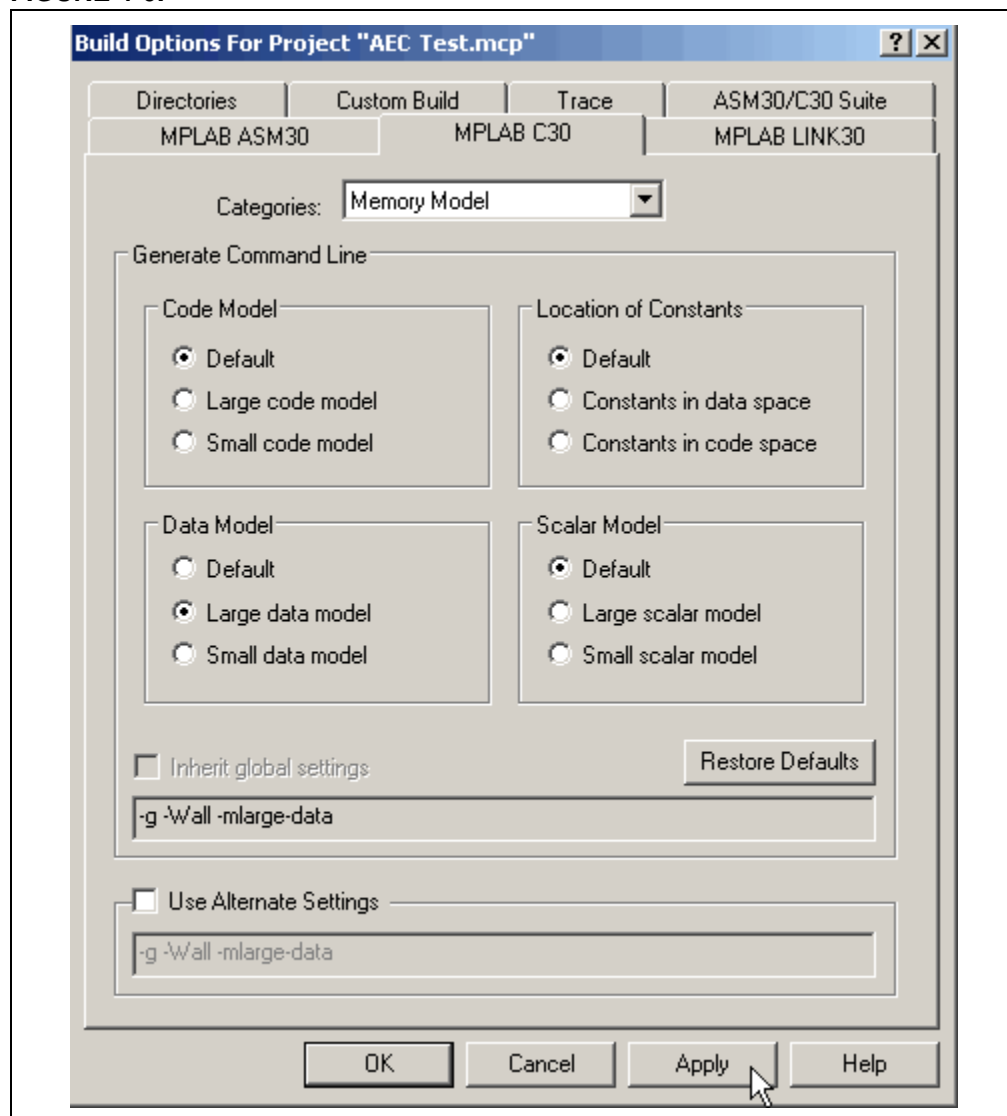 Build Options For Project "AEC Test.mcp"
Directories Custom Build Trace ASM30/C30 Suite
MPLAB ASM30 MPLAB C30 MPLAB LINK30
Categories: Memory Model
Generate Command Line
Code Model
Default
Large code model
Small code model
Location of Constants
Default
Constants in data space
Constants in code space
Data Model
Default
Large data model
Small data model
Scalar Model
Default
Large scalar model
Small scalar model
Inherit global settings
Restore Defaults
-g -Wall -mlarge-data
Use Alternate Settings
-g -Wall -mlarge-data
OK Cancel Apply Help